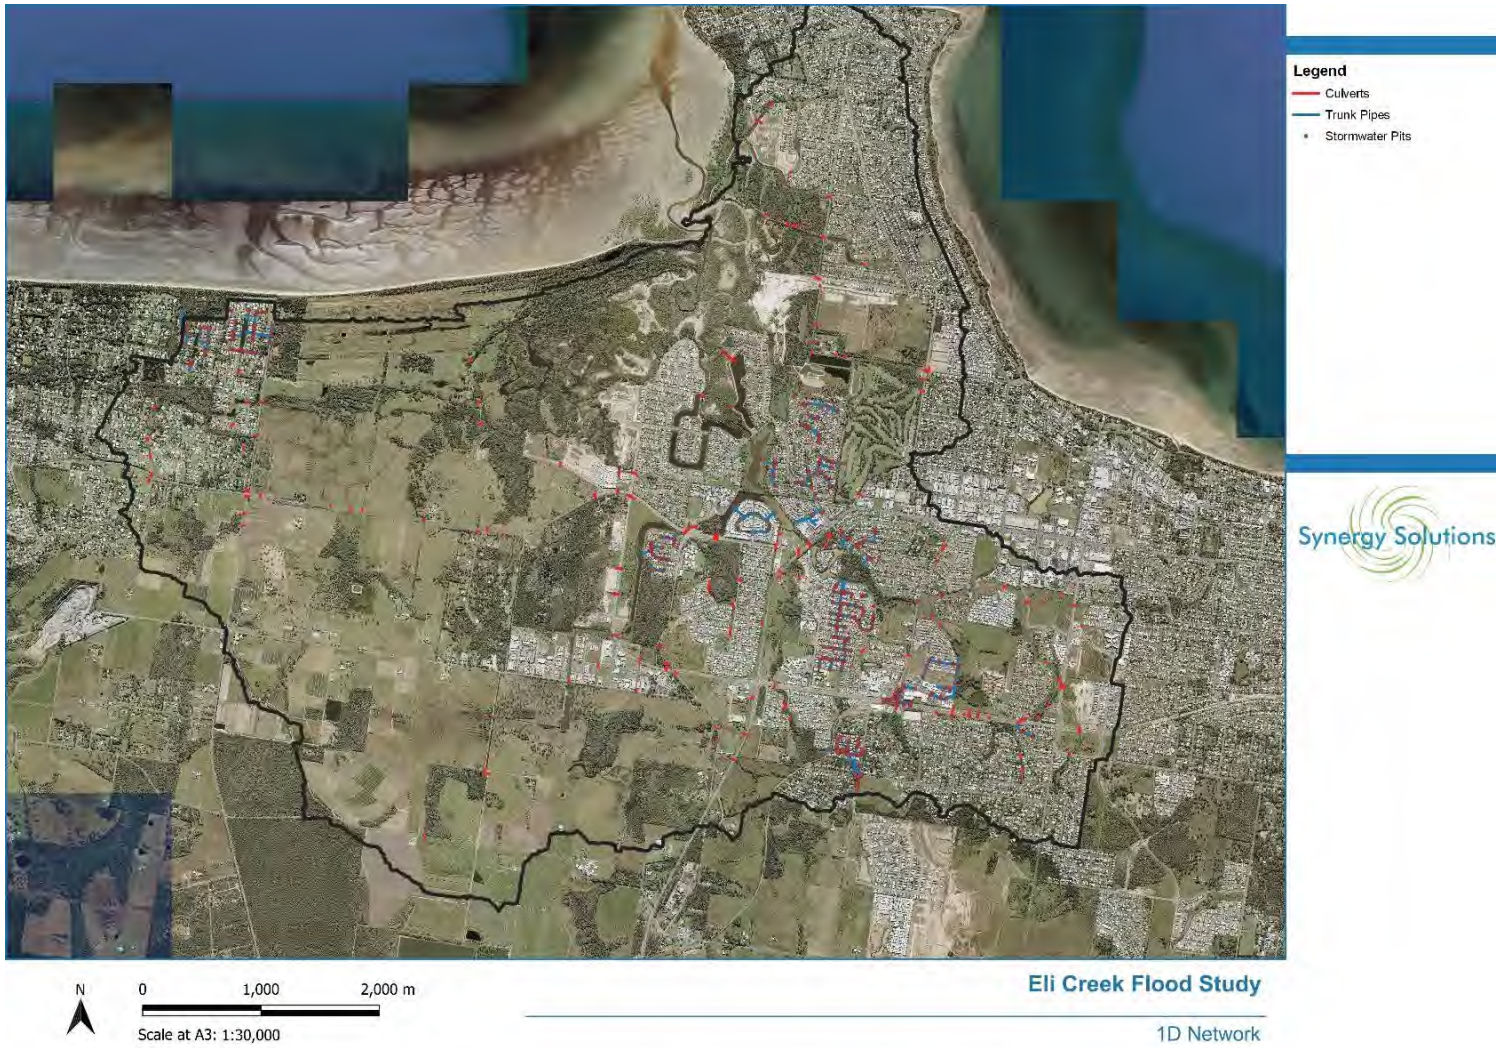 Legend
Culverts
Trunk Pipes
Stormwater Pits
Synergy Solutions
N
0 1,000 2,000 m
Scale at A3: 1:30,000
Eli Creek Flood Study
1D Network